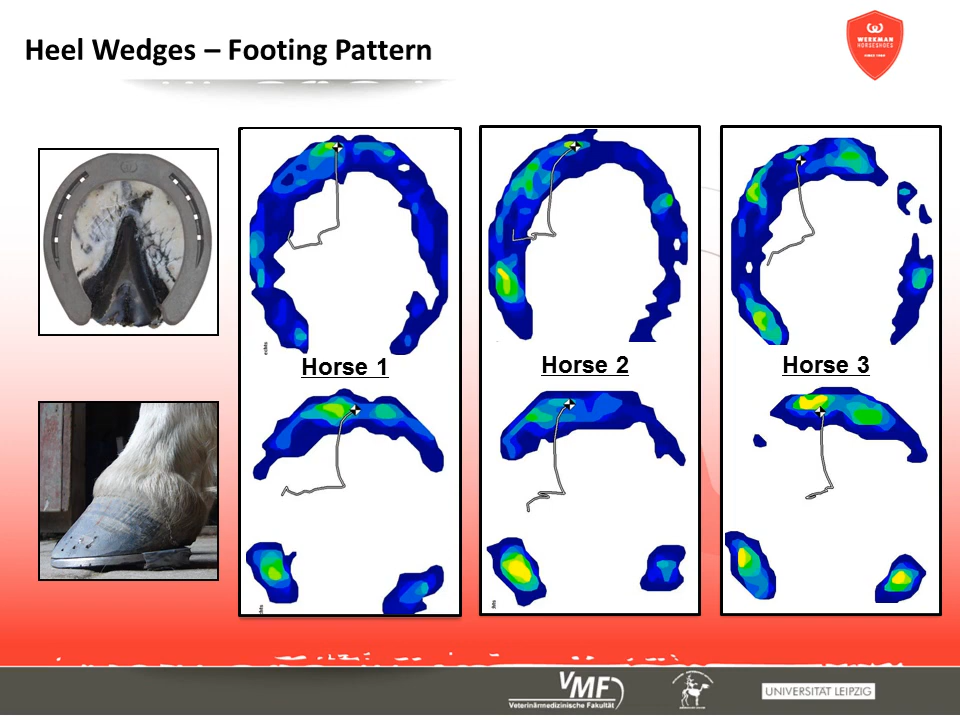 Heel Wedges – Footing Pattern
WERKMAN
HORSESHOES
Horse 1
Horse 2
Horse 3
VMF
Veterinärmedizinische Fakultät
UNIVERSITÄT LEIPZIG